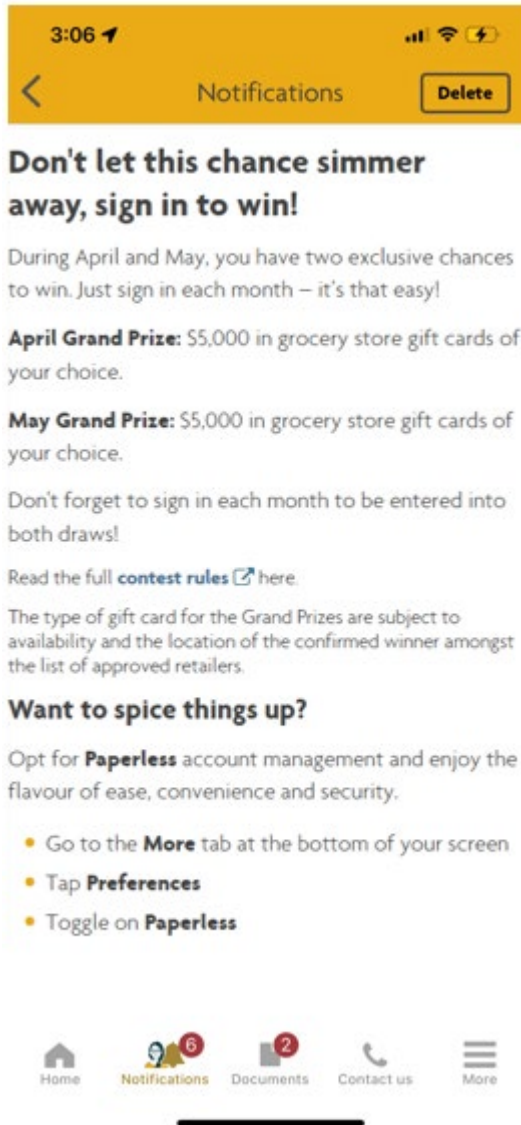 3:06
Notifications
Delete
Don't let this chance simmer
away, sign in to win!
During April and May, you have two exclusive chances
to win. Just sign in each month – it's that easy!
April Grand Prize: $5,000 in grocery store gift cards of
your choice.
May Grand Prize: $5,000 in grocery store gift cards of
your choice.
Don't forget to sign in each month to be entered into
both draws!
Read the full contest rules here.
The type of gift card for the Grand Prizes are subject to
availability and the location of the confirmed winner amongst
the list of approved retailers.
Want to spice things up?
Opt for Paperless account management and enjoy the
flavour of ease, convenience and security.
• Go to the More tab at the bottom of your screen
• Tap Preferences
• Toggle on Paperless
6
2
Home
Notifications
Documents
Contact us
More